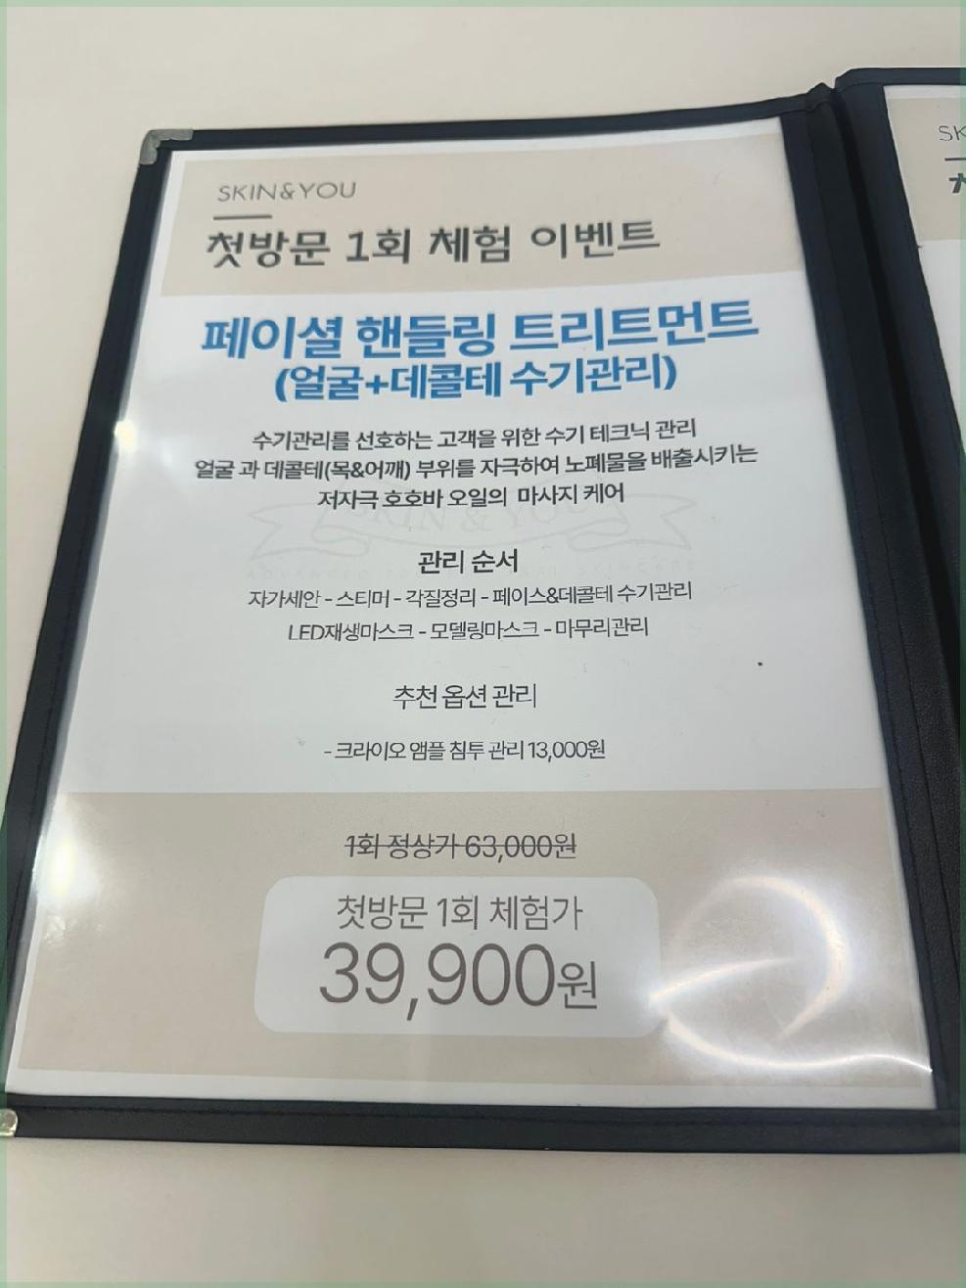 SKIN&YOU
첫방문 1회 체험 이벤트
페이셜 핸들링 트리트먼트
(얼굴+데콜테 수기관리)
수기관리를 선호하는 고객을 위한 수기 테크닉 관리
얼굴 과 데콜테(목&어깨) 부위를 자극하여 노폐물을 배출시키는
저자극 호호바 오일의 마사지 케어
관리 순서
자가세안 - 스티머 - 각질정리 - 페이스&데콜테 수기관리
LED재생마스크 - 모델링마스크 - 마무리관리
추천 옵션 관리
- 크라이오 앰플 침투 관리 13,000원
1회 정상가 63,000원
첫방문 1회 체험가
39,900원
SK